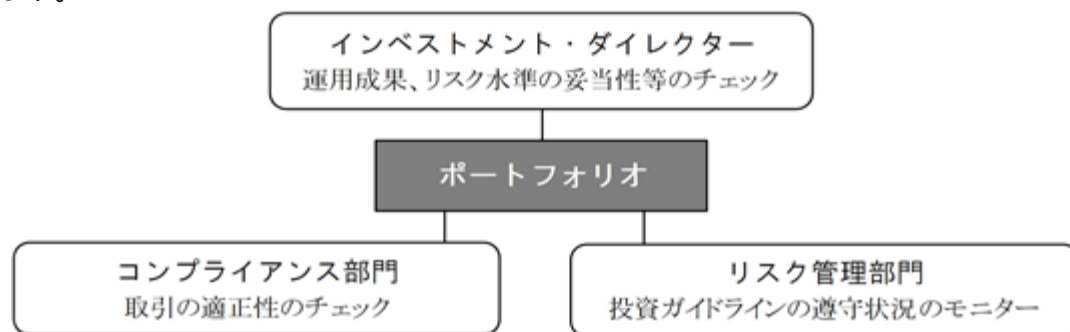 インベストメント・ダイレクター
運用成果、リスク水準の妥当性等のチェック
ポートフォリオ
コンプライアンス部門
取引の適正性のチェック
リスク管理部門
投資ガイドラインの遵守状況のモニター